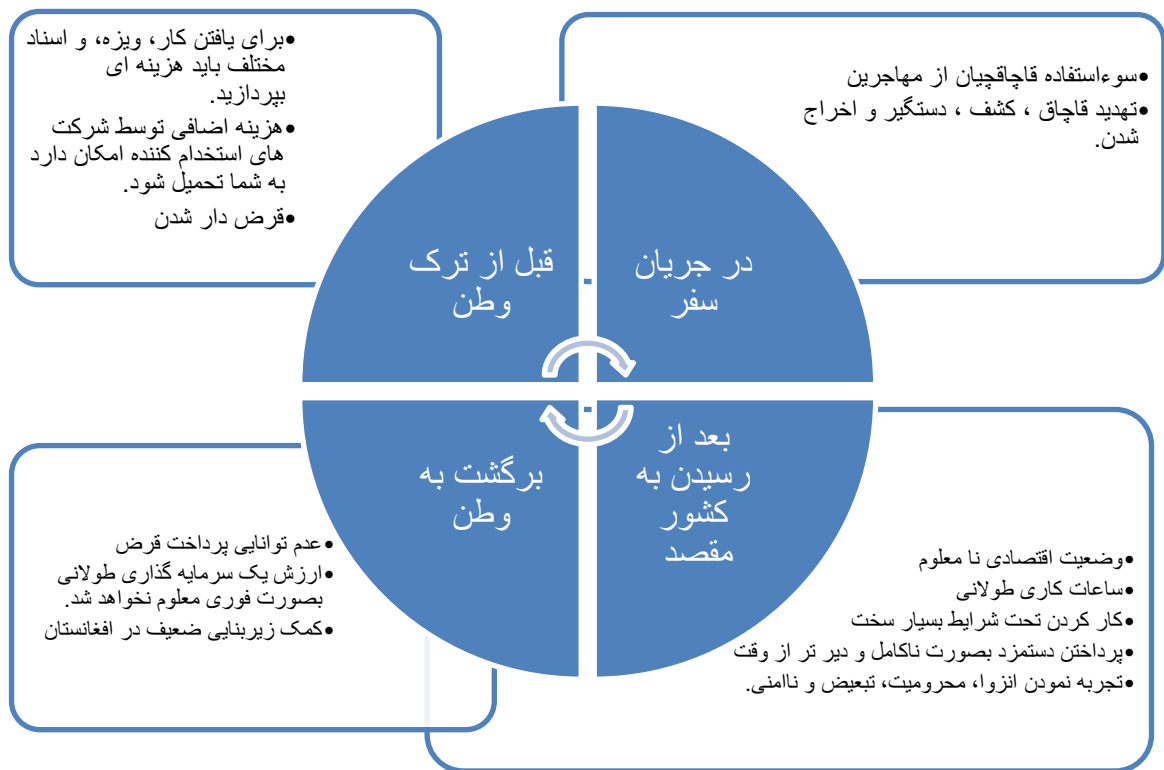 •برای یافتن کار، ویزه، و اسناد
مختلف باید هزینه ای
بپردازید.
•هزینه اضافی توسط شرکت
های استخدام کننده امکان دارد
به شما تحمیل شود.
•قرض دار شدن
•سوءاستفاده قاچاقچیان از مهاجرین
•تهدید قاچاق ، کشف ، دستگیر و اخراج
شدن.
قبل از ترک
وطن
در جریان
سفر
بعد از
رسیدن به
کشور
مقصد
برگشت به
وطن
•وضعیت اقتصادی نا معلوم
•ساعات کاری طولانی
•کار کردن تحت شرایط بسیار سخت
•پرداختن دستمزد بصورت ناکامل و دیر تر از وقت
•تجربه نمودن انزوا، محرومیت، تبعیض و ناامنی.
•عدم توانایی پرداخت قرض
•ارزش یک سرمایه گذاری طولانی
بصورت فوری معلوم نخواهد شد.
•کمک زیربنایی ضعیف در افغانستان